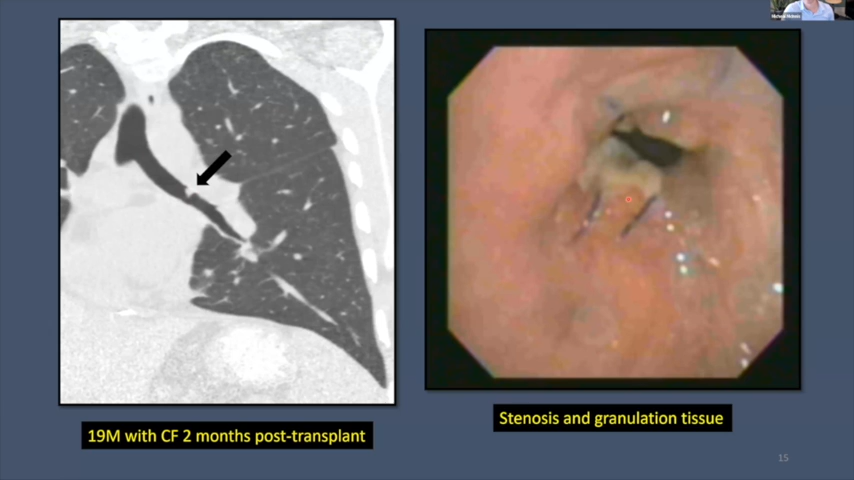 19M with CF 2 months post-transplant
Stenosis and granulation tissue
15